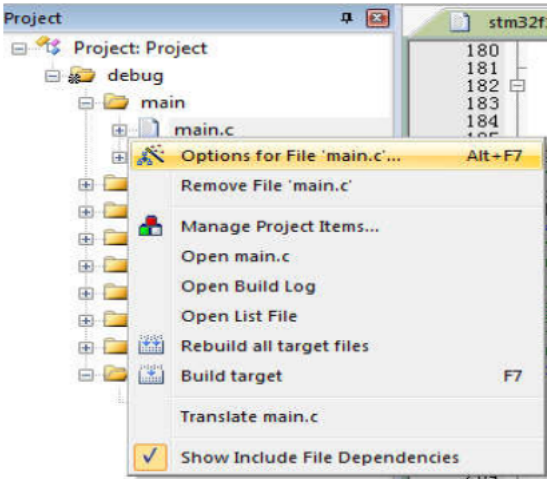 Project
stm32f
Project: Project
debug
main
main.c
180
181
182
183
184
Options for File 'main.c'... Alt+F7
Remove File 'main.c'
Manage Project Items...
Open main.c
Open Build Log
Open List File
Rebuild all target files
Build target F7
Translate main.c
Show Include File Dependencies